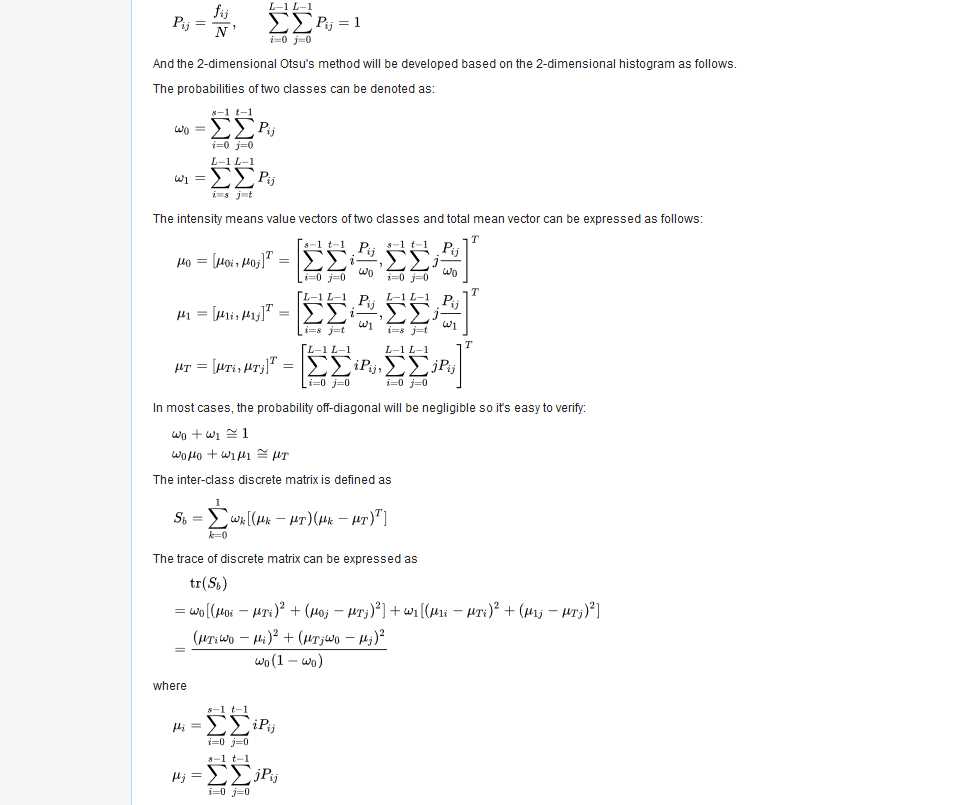 P_{ij} = \frac{f_{ij}}{N}, \sum_{i=0}^{L-1} \sum_{j=0}^{L-1} P_{ij} = 1
And the 2-dimensional Otsu's method will be developed based on the 2-dimensional histogram as follows.
The probabilities of two classes can be denoted as:
\omega_0 = \sum_{i=0}^{s-1} \sum_{j=0}^{t-1} P_{ij}
\omega_1 = \sum_{i=s}^{L-1} \sum_{j=t}^{L-1} P_{ij}
The intensity means value vectors of two classes and total mean vector can be expressed as follows:
\mu_0 = [\mu_{0i}, \mu_{0j}]^T = \left[ \sum_{i=0}^{s-1} \sum_{j=0}^{t-1} i \frac{P_{ij}}{\omega_0}, \sum_{i=0}^{s-1} \sum_{j=0}^{t-1} j \frac{P_{ij}}{\omega_0} \right]^T
\mu_1 = [\mu_{1i}, \mu_{1j}]^T = \left[ \sum_{i=s}^{L-1} \sum_{j=t}^{L-1} i \frac{P_{ij}}{\omega_1}, \sum_{i=s}^{L-1} \sum_{j=t}^{L-1} j \frac{P_{ij}}{\omega_1} \right]^T
\mu_T = [\mu_{Ti}, \mu_{Tj}]^T = \left[ \sum_{i=0}^{L-1} \sum_{j=0}^{L-1} i P_{ij}, \sum_{i=0}^{L-1} \sum_{j=0}^{L-1} j P_{ij} \right]^T
In most cases, the probability off-diagonal will be negligible so it's easy to verify:
\omega_0 + \omega_1 \cong 1
\omega_0 \mu_0 + \omega_1 \mu_1 \cong \mu_T
The inter-class discrete matrix is defined as
S_b = \sum_{k=0}^{1} \omega_k [(\mu_k - \mu_T)(\mu_k - \mu_T)^T]
The trace of discrete matrix can be expressed as
tr(S_b)
= \omega_0 [(\mu_{0i} - \mu_{Ti})^2 + (\mu_{0j} - \mu_{Tj})^2] + \omega_1 [(\mu_{1i} - \mu_{Ti})^2 + (\mu_{1j} - \mu_{Tj})^2]
= \frac{(\mu_{Ti} \omega_0 - \mu_i)^2 + (\mu_{Tj} \omega_0 - \mu_j)^2}{\omega_0 (1 - \omega_0)}
where
\mu_i = \sum_{i=0}^{s-1} \sum_{j=0}^{t-1} i P_{ij}
\mu_j = \sum_{i=0}^{s-1} \sum_{j=0}^{t-1} j P_{ij}